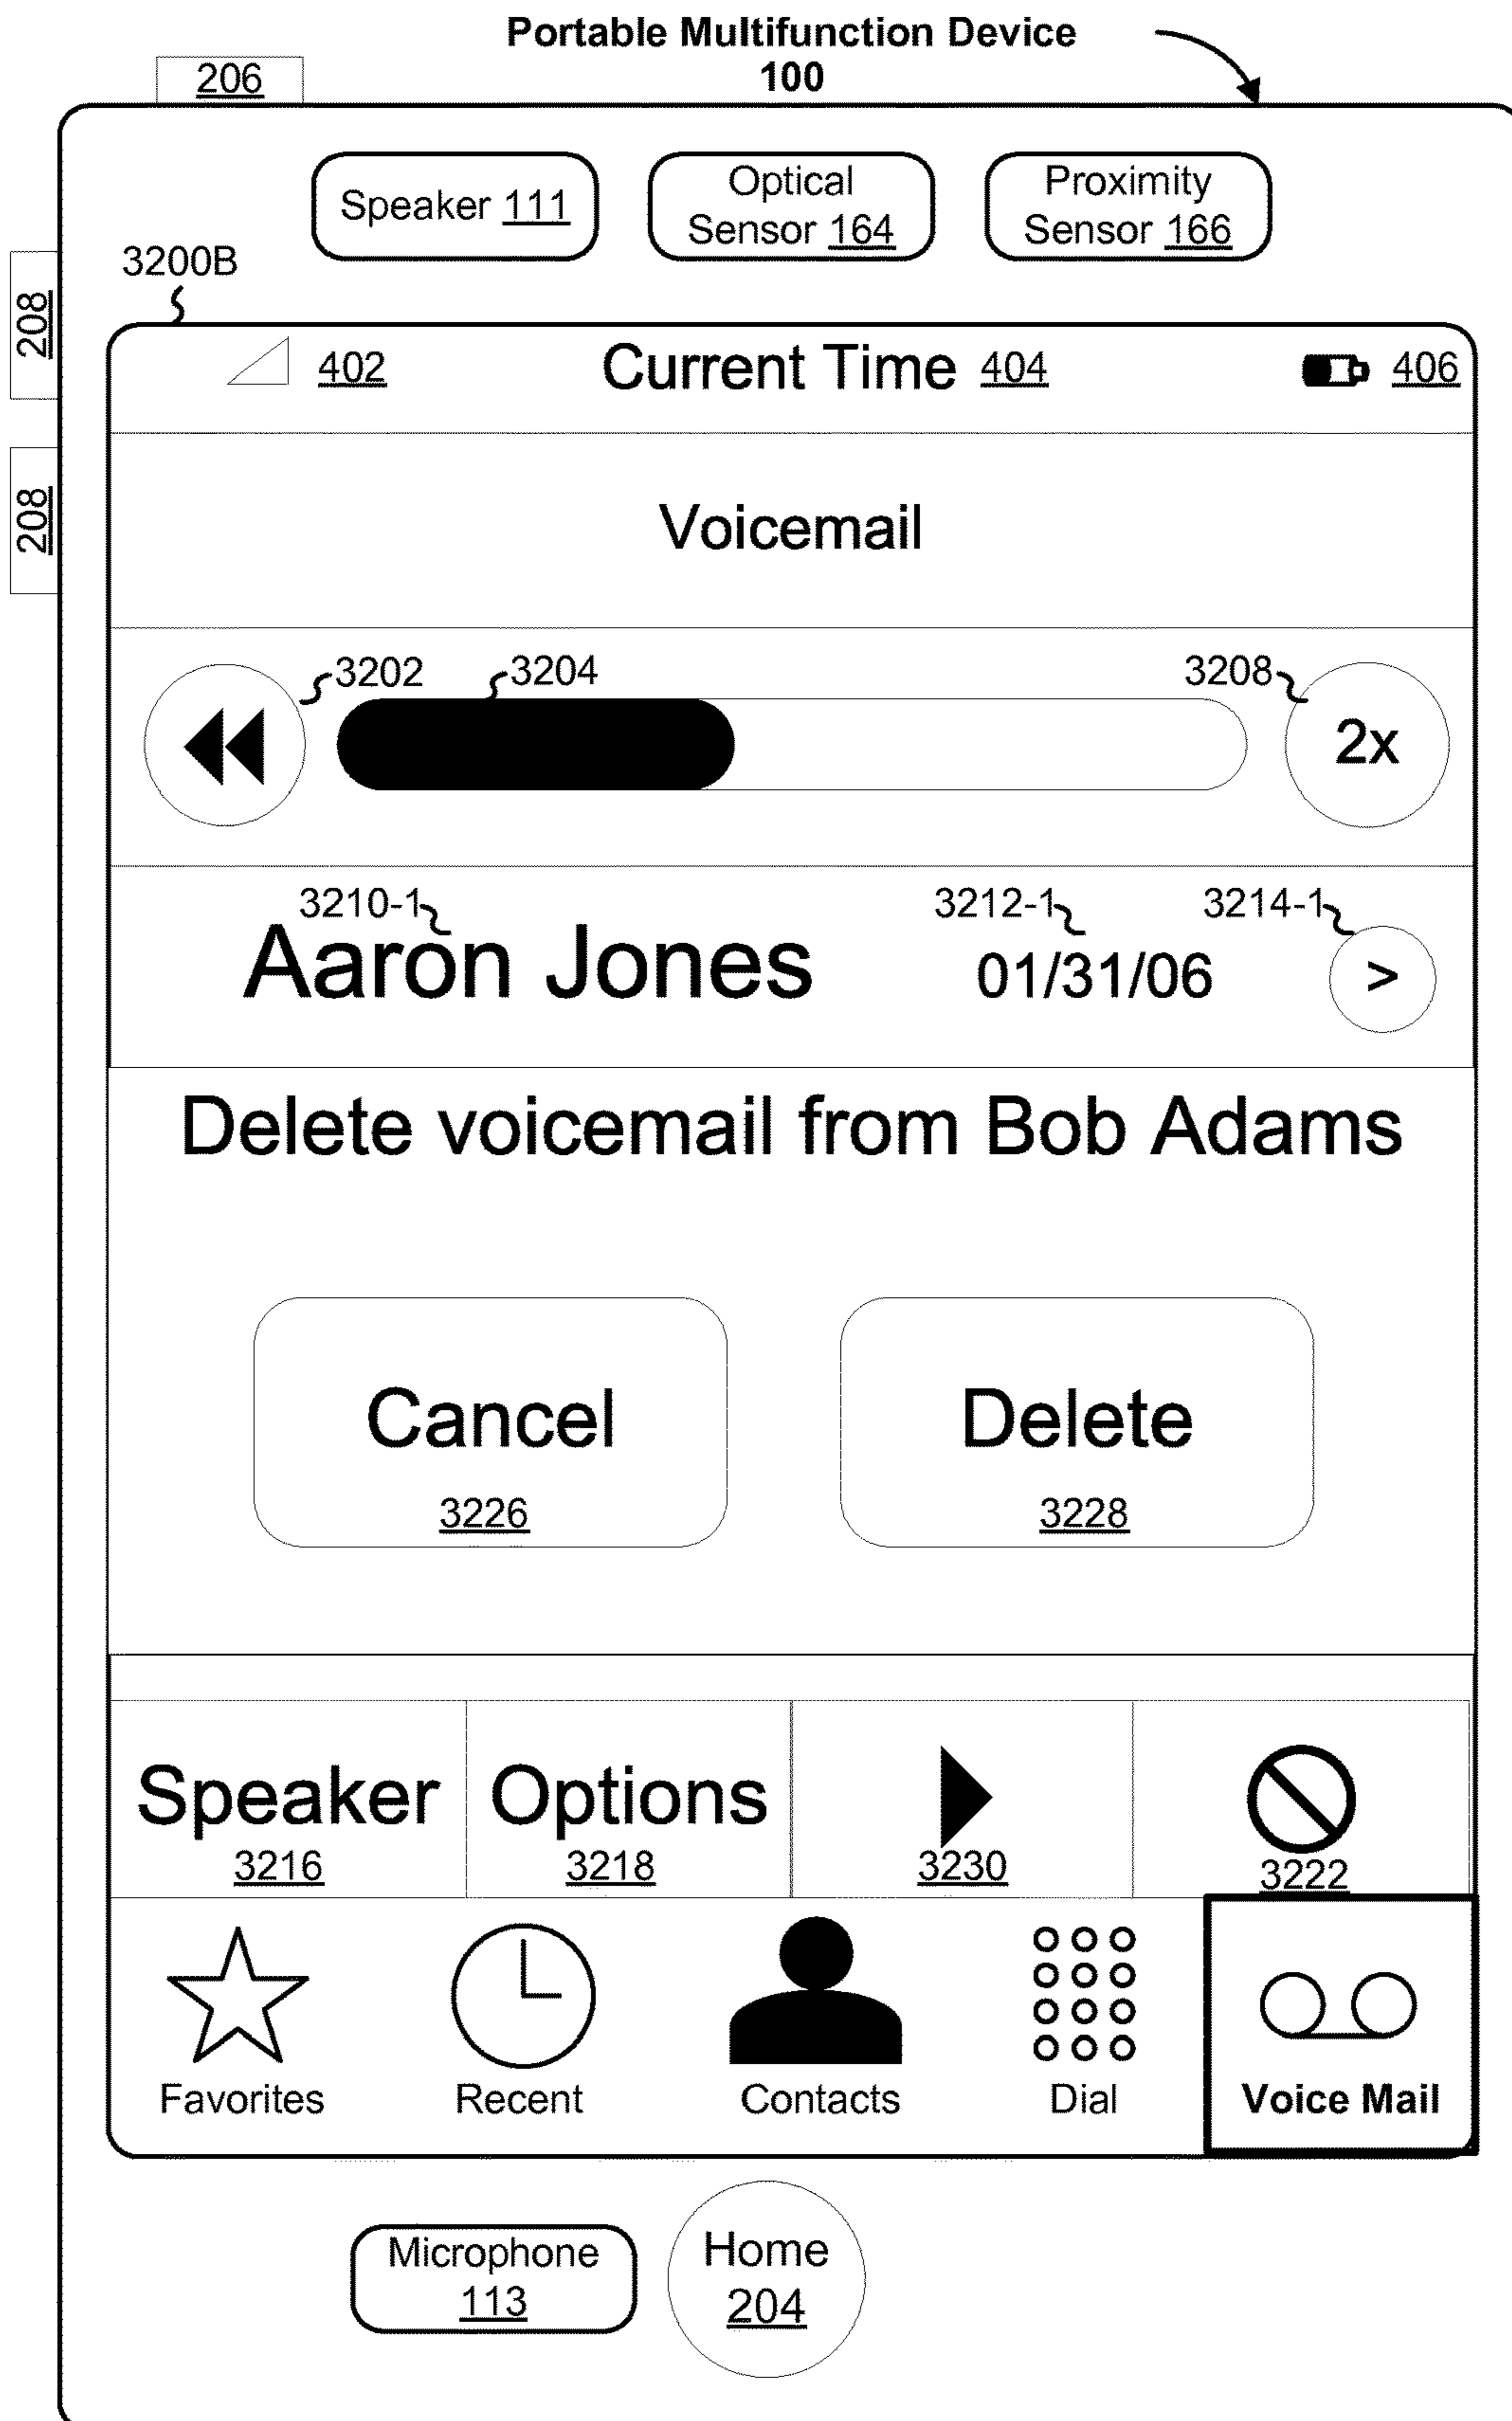 Portable Multifunction Device
100
206
Speaker 111
Optical
Sensor 164
Proximity
Sensor 166
3200B
208
208
402
Current Time 404
406
Voicemail
3202
3204
3208
2x
3210-1
3212-1
3214-1
Aaron Jones
01/31/06
>
Delete voicemail from Bob Adams
Cancel
3226
Delete
3228
Speaker
3216
Options
3218
3230
3222
Favorites
Recent
Contacts
Dial
Voice Mail
Microphone
113
Home
204